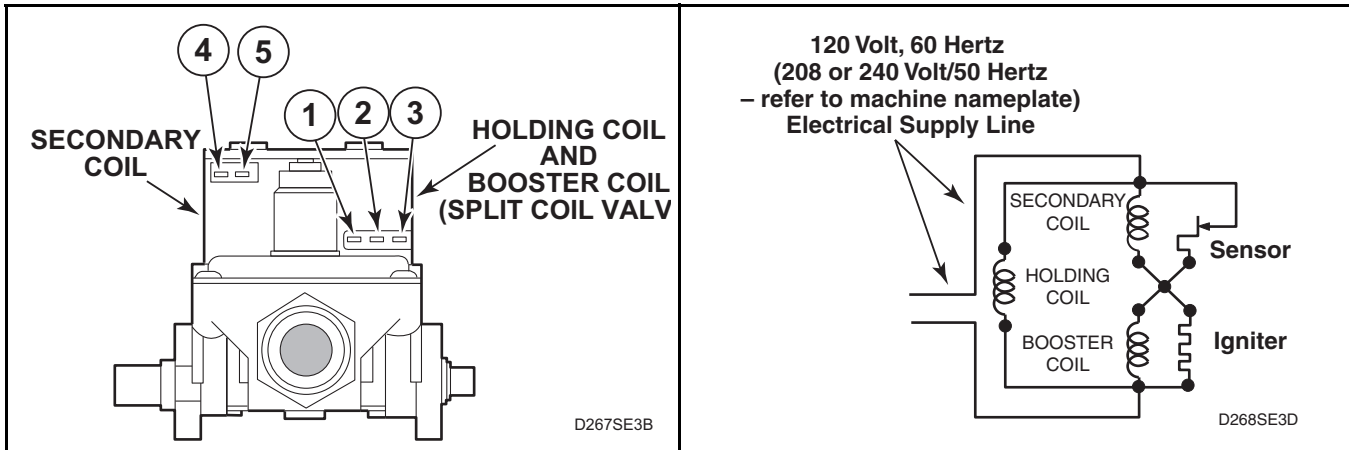 4
5
1
2
3
SECONDARY
COIL
HOLDING COIL
AND
BOOSTER COIL
(SPLIT COIL VALV
D267SE3B
120 Volt, 60 Hertz
(208 or 240 Volt/50 Hertz
– refer to machine nameplate)
Electrical Supply Line
SECONDARY
COIL
Sensor
HOLDING
COIL
BOOSTER
COIL
Igniter
D268SE3D